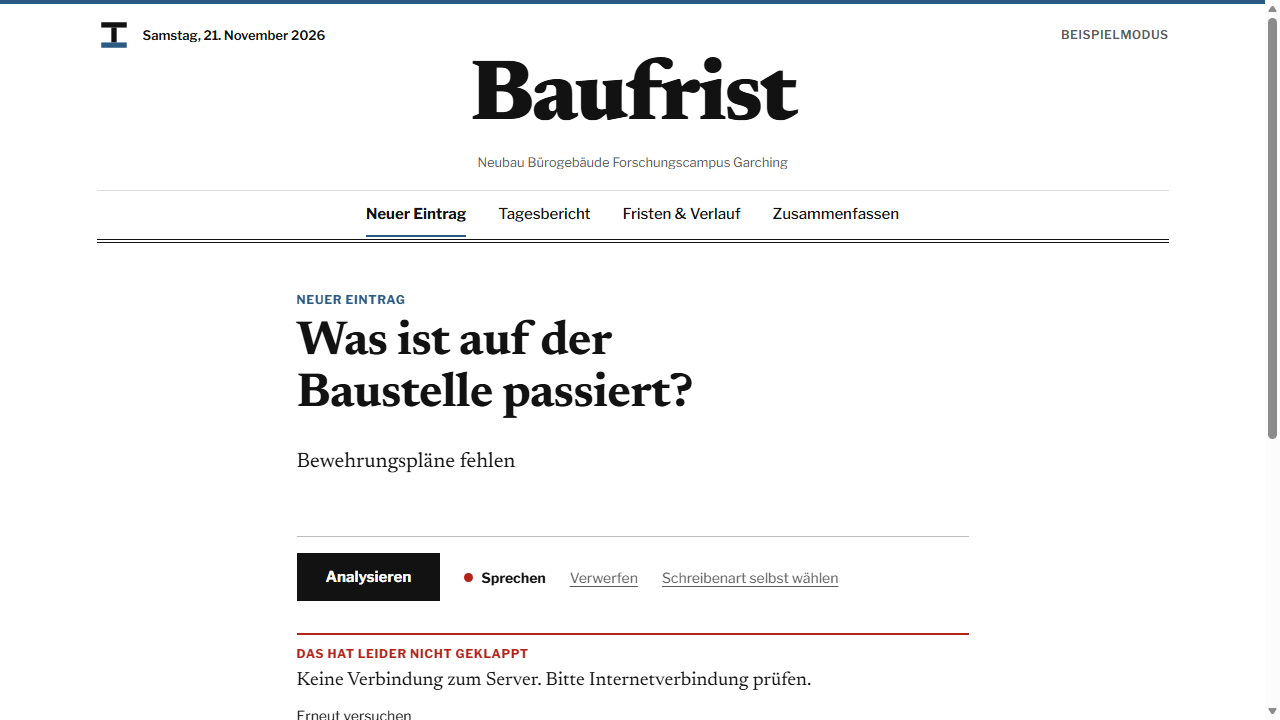 Samstag, 21. November 2026
BEISPIELMODUS
Baufrist
Neubau Bürogebäude Forschungscampus Garching
Neuer Eintrag
Tagesbericht
Fristen & Verlauf
Zusammenfassen
NEUER EINTRAG
Was ist auf der
Baustelle passiert?
Bewehrungspläne fehlen
Analysieren
Sprechen
Verwerfen
Schreibenart selbst wählen
DAS HAT LEIDER NICHT GEKLAPPT
Keine Verbindung zum Server. Bitte Internetverbindung prüfen.
Erneut versuchen